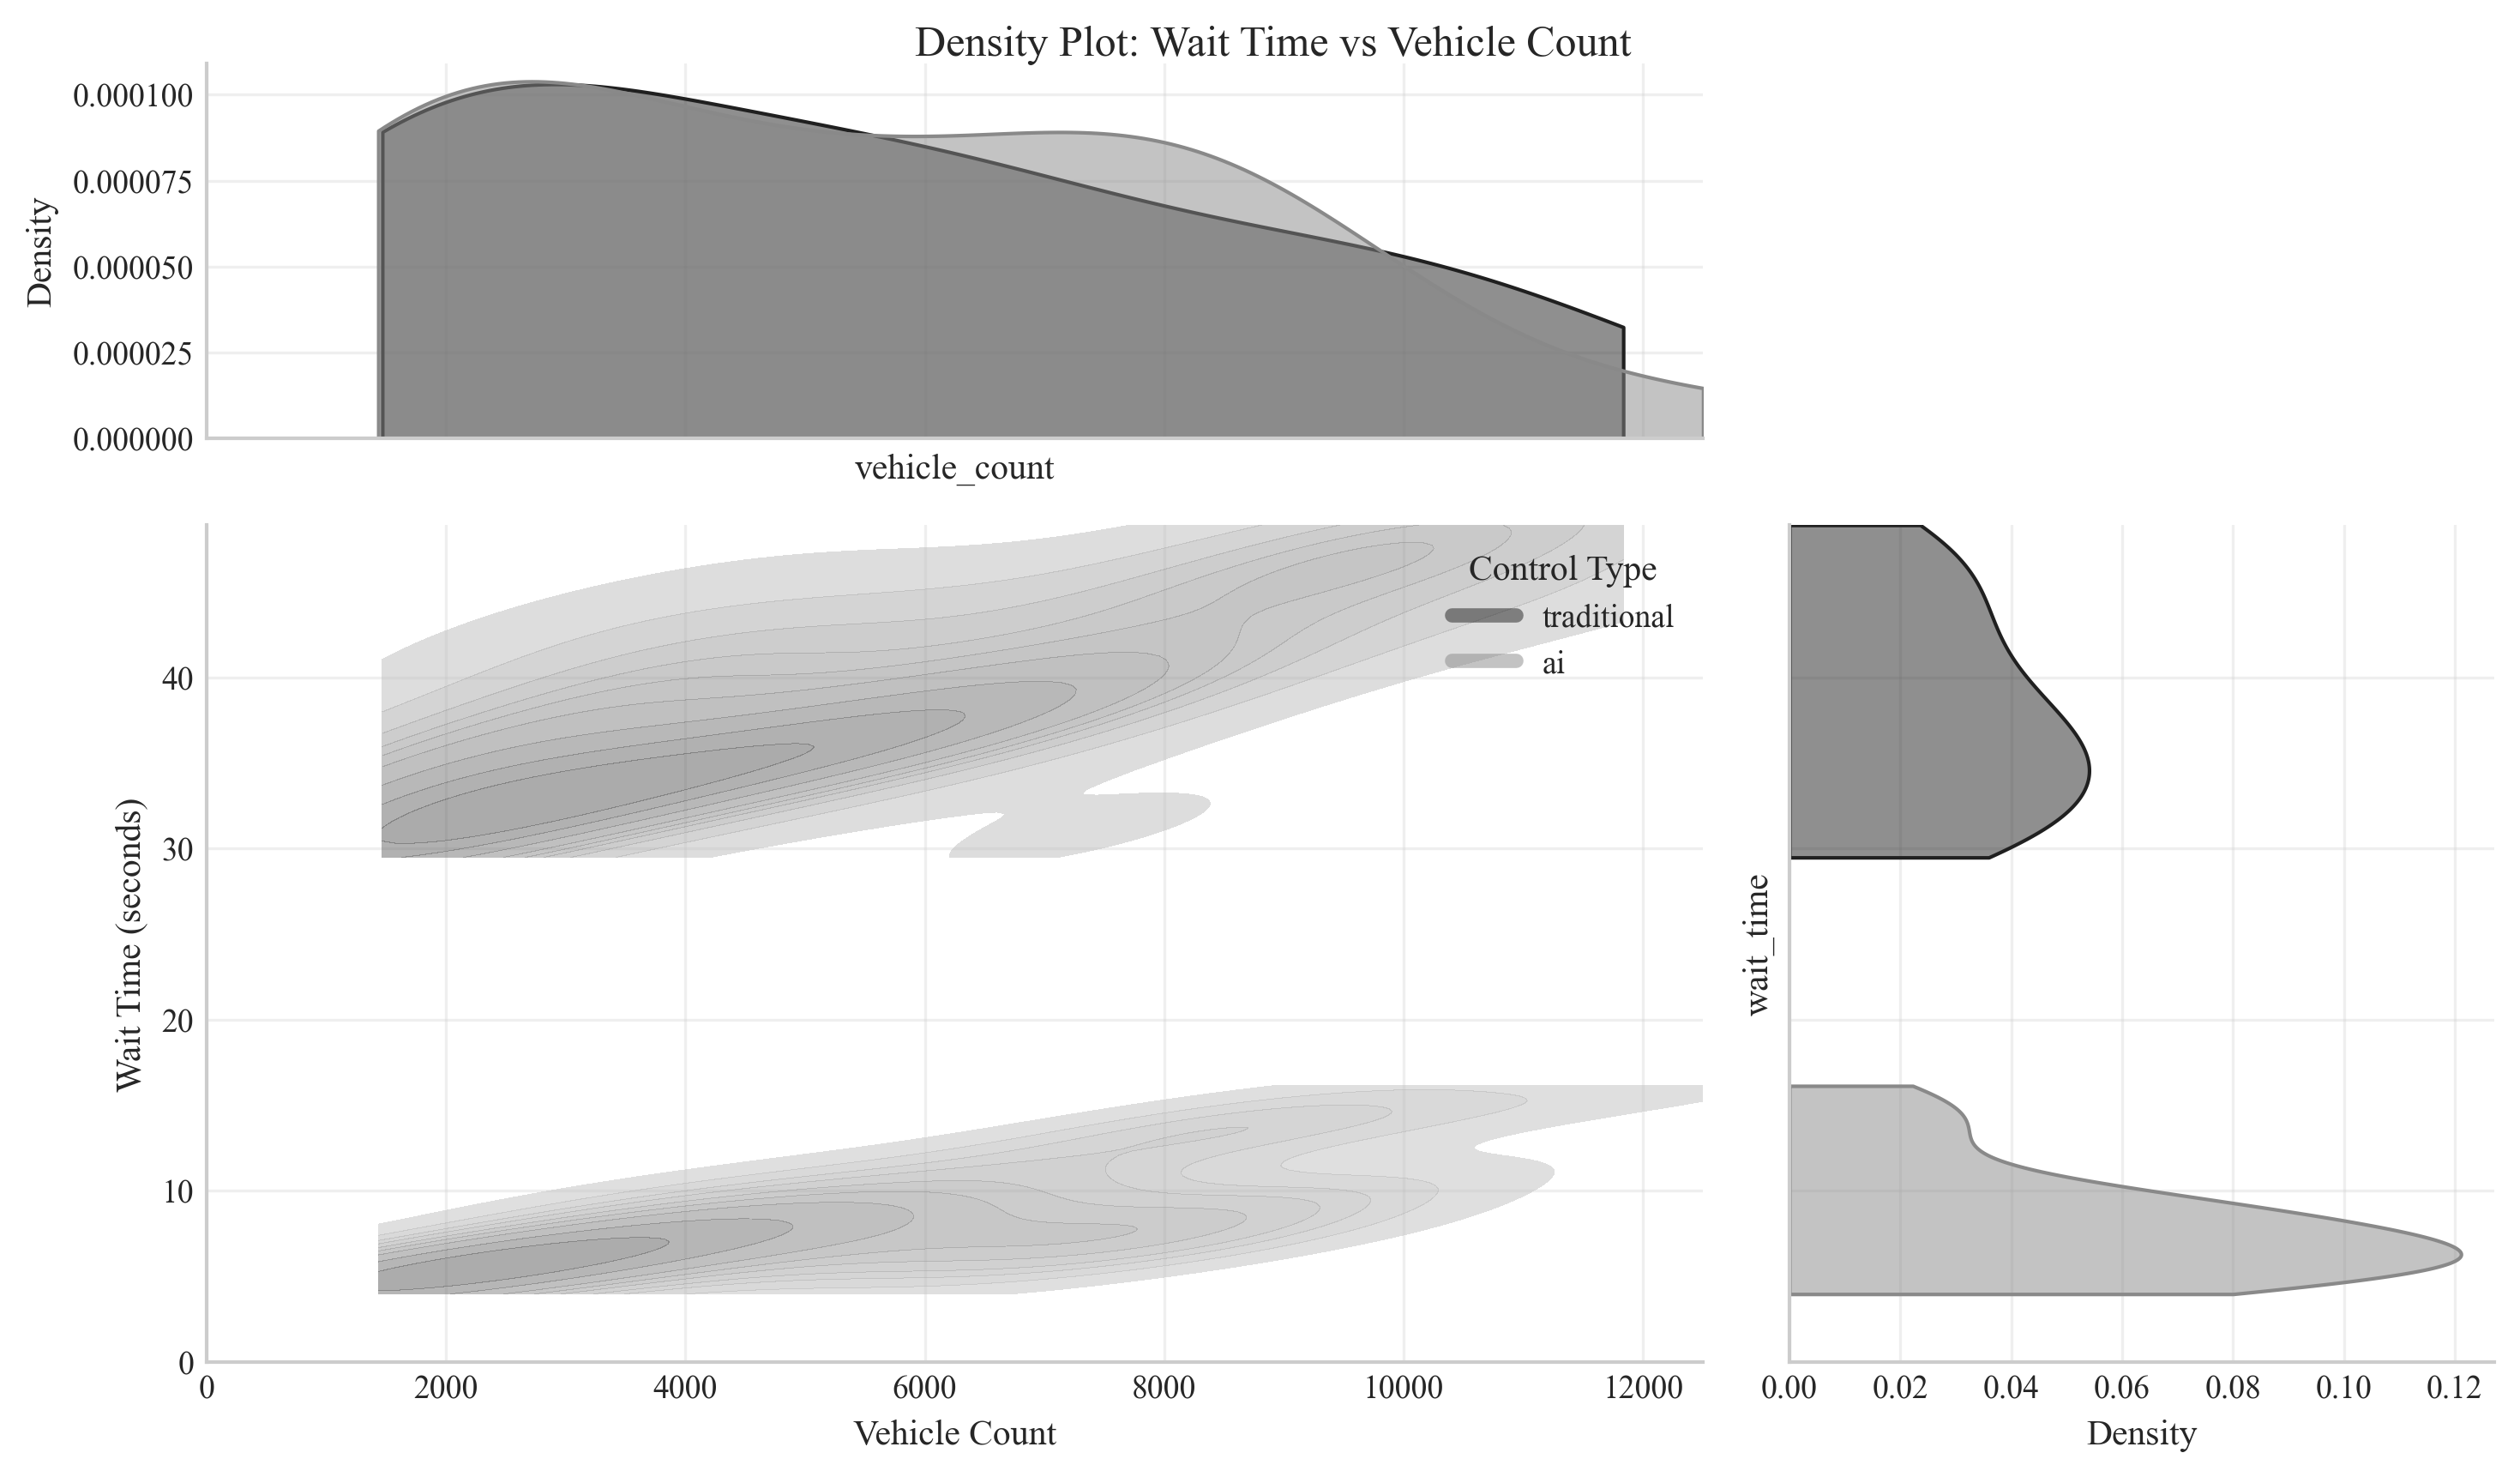 Density Plot: Wait Time vs Vehicle Count
0.000100
0.000075
0.000050
0.000025
0.000000
Density
vehicle_count
Control Type
traditional
ai
40
30
20
10
0
Wait Time (seconds)
0 2000 4000 6000 8000 10000 12000
Vehicle Count
wait_time
0.00 0.02 0.04 0.06 0.08 0.10 0.12
Density